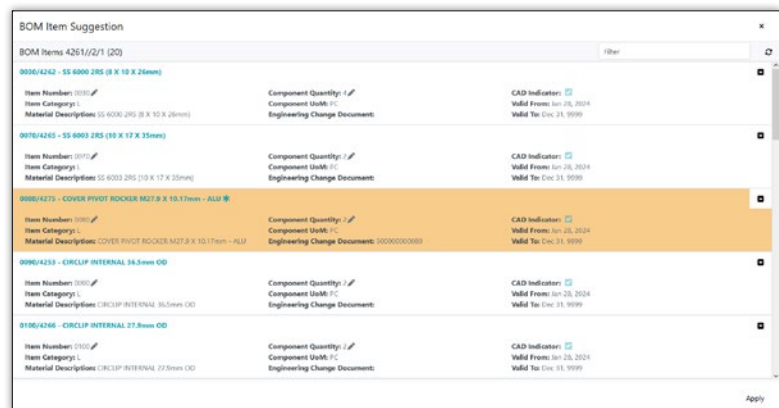 BOM Item Suggestion
×
BOM Items 4261//2/1 (20)
Filter
0030/4262 - SS 6000 2RS (8 X 10 X 26mm)
Item Number: 0030 Component Quantity: 4 CAD Indicator:
Item Category: L Component UoM: PC Valid From: Jan 28, 2024
Material Description: SS 6000 2RS (8 X 10 X 26mm) Engineering Change Document: Valid To: Dec 31, 9999
0070/4265 - SS 6003 2RS (10 X 17 X 35mm)
Item Number: 0070 Component Quantity: 2 CAD Indicator:
Item Category: L Component UoM: PC Valid From: Jan 28, 2024
Material Description: SS 6003 2RS (10 X 17 X 35mm) Engineering Change Document: Valid To: Dec 31, 9999
0080/4275 - COVER PIVOT ROCKER M27.0 X 10.17mm - ALU
Item Number: 0080 Component Quantity: 2 CAD Indicator:
Item Category: L Component UoM: PC Valid From: Jan 28, 2024
Material Description: COVER PIVOT ROCKER M27.0 X 10.17mm - ALU Engineering Change Document: Valid To: Dec 31, 9999
0090/4253 - CIRCLIP INTERNAL 36.5mm OD
Item Number: 0090 Component Quantity: 2 CAD Indicator:
Item Category: L Component UoM: PC Valid From: Jan 28, 2024
Material Description: CIRCLIP INTERNAL 36.5mm OD Engineering Change Document: Valid To: Dec 31, 9999
0100/4266 - CIRCLIP INTERNAL 27.9mm OD
Item Number: 0100 Component Quantity: 2 CAD Indicator:
Item Category: L Component UoM: PC Valid From: Jan 28, 2024
Material Description: CIRCLIP INTERNAL 27.9mm OD Engineering Change Document: Valid To: Dec 31, 9999
Apply